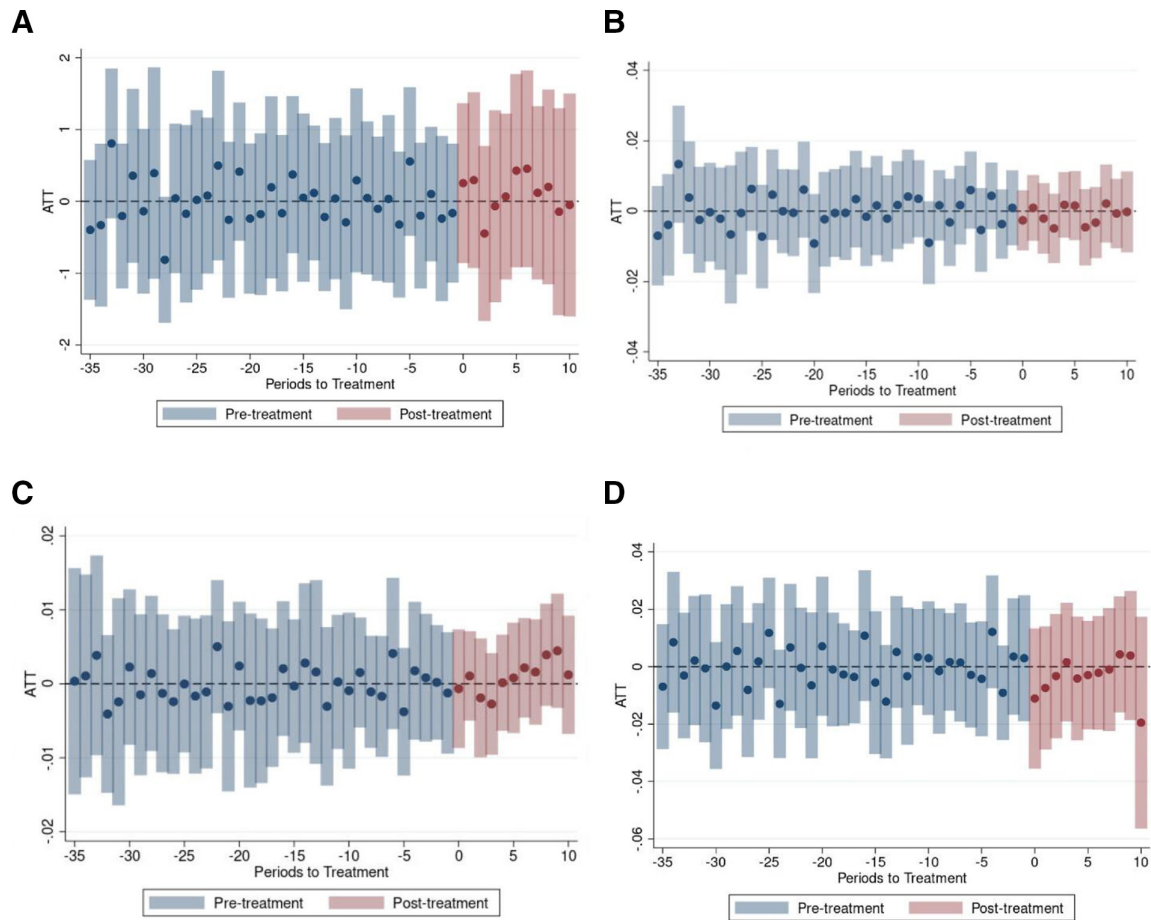 A
2
1
0
-1
-2
ATT
-35 -30 -25 -20 -15 -10 -5 0 5 10
Periods to Treatment
Pre-treatment Post-treatment
B
.04
.02
0
-.02
-.04
ATT
-35 -30 -25 -20 -15 -10 -5 0 5 10
Periods to Treatment
Pre-treatment Post-treatment
C
.02
.01
0
-.01
-.02
ATT
-35 -30 -25 -20 -15 -10 -5 0 5 10
Periods to Treatment
Pre-treatment Post-treatment
D
.04
.02
0
-.02
-.04
-.06
ATT
-35 -30 -25 -20 -15 -10 -5 0 5 10
Periods to Treatment
Pre-treatment Post-treatment